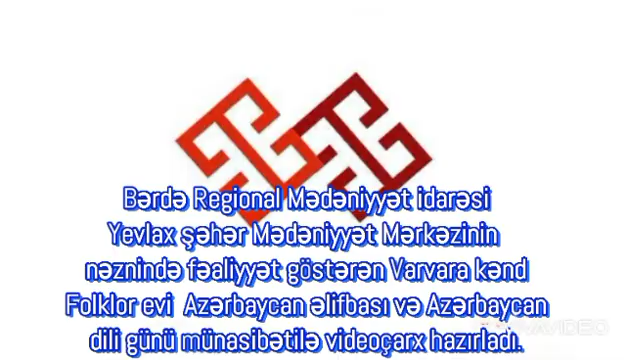 Bərdə Regional Mədəniyyət idarəsi
Yevlax şəhər Mədəniyyət Mərkəzinin
nəznində fəaliyyət göstərən Varvara kənd
Folklor evi Azərbaycan əlifbası və Azərbaycan
dili günü münasibətilə videoçarx hazırladı.